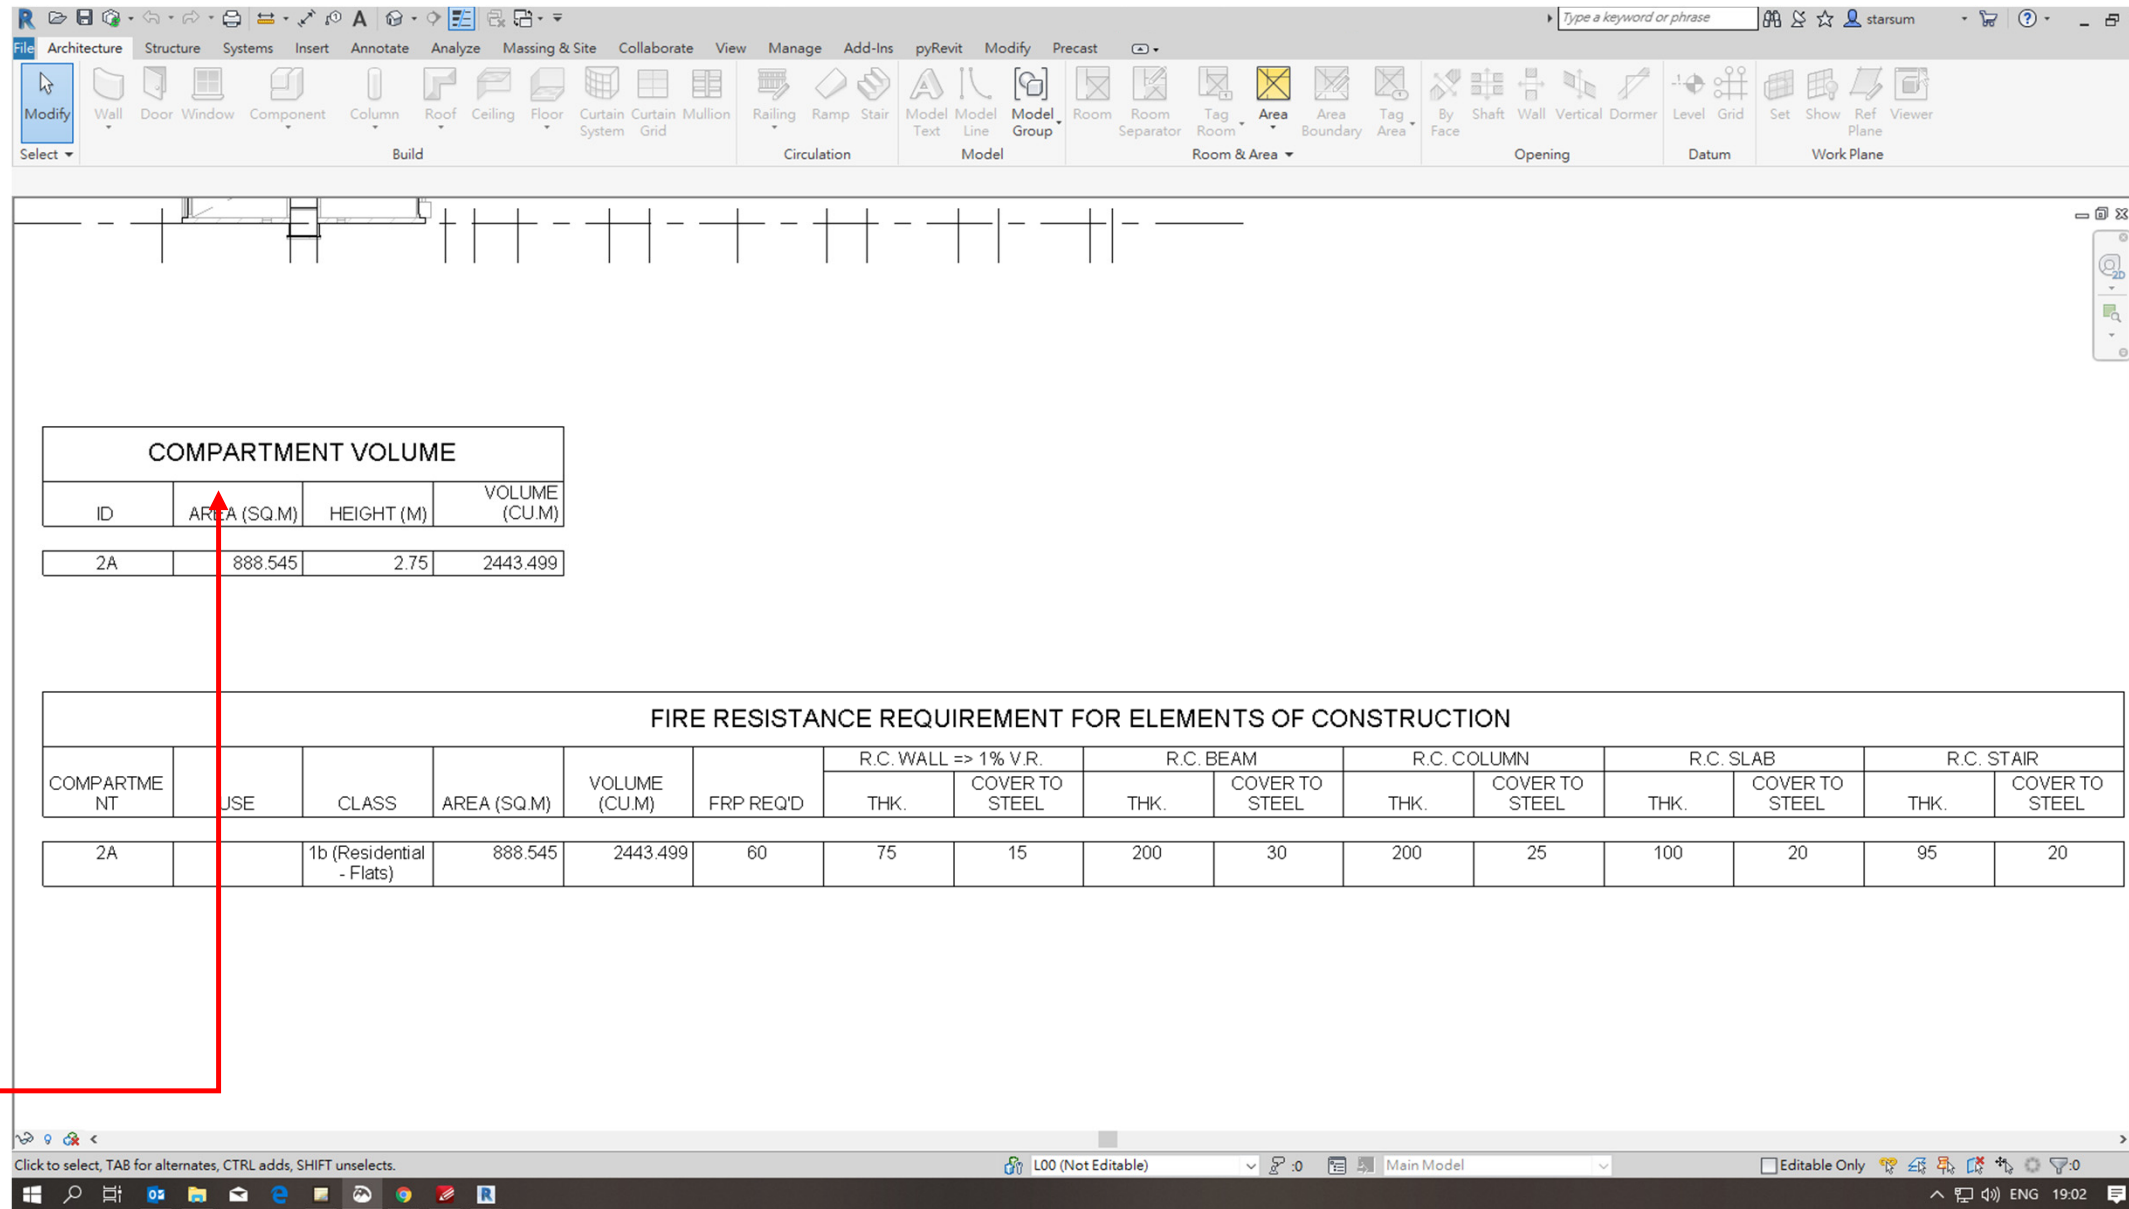 Type a keyword or phrase
starsum
File Architecture Structure Systems Insert Annotate Analyze Massing & Site Collaborate View Manage Add-Ins pyRevit Modify Precast
Modify
Wall
Door
Window
Component
Column
Roof
Ceiling
Floor
Curtain System
Curtain Grid
Mullion
Railing
Ramp
Stair
Model Text
Model Line
Model Group
Room
Room Separator
Tag Room
Area
Area Boundary
Tag Area
By Face
Shaft
Wall
Vertical
Dormer
Level
Grid
Set
Show
Ref Plane
Viewer
Select
Build
Circulation
Model
Room & Area
Opening
Datum
Work Plane
2D
COMPARTMENT VOLUME
ID AREA (SQ.M) HEIGHT (M) VOLUME (CU.M)
2A 888.545 2.75 2443.499
FIRE RESISTANCE REQUIREMENT FOR ELEMENTS OF CONSTRUCTION
R.C. WALL => 1% V.R. R.C. BEAM R.C. COLUMN R.C. SLAB R.C. STAIR
COMPARTME
NT USE CLASS AREA (SQ.M) VOLUME (CU.M) FRP REQ'D THK. COVER TO STEEL THK. COVER TO STEEL THK. COVER TO STEEL THK. COVER TO STEEL THK. COVER TO STEEL
2A 1b (Residential - Flats) 888.545 2443.499 60 75 15 200 30 200 25 100 20 95 20
Click to select, TAB for alternates, CTRL adds, SHIFT unselects.
L00 (Not Editable)
:0
Main Model
Editable Only
:0
ENG 19:02